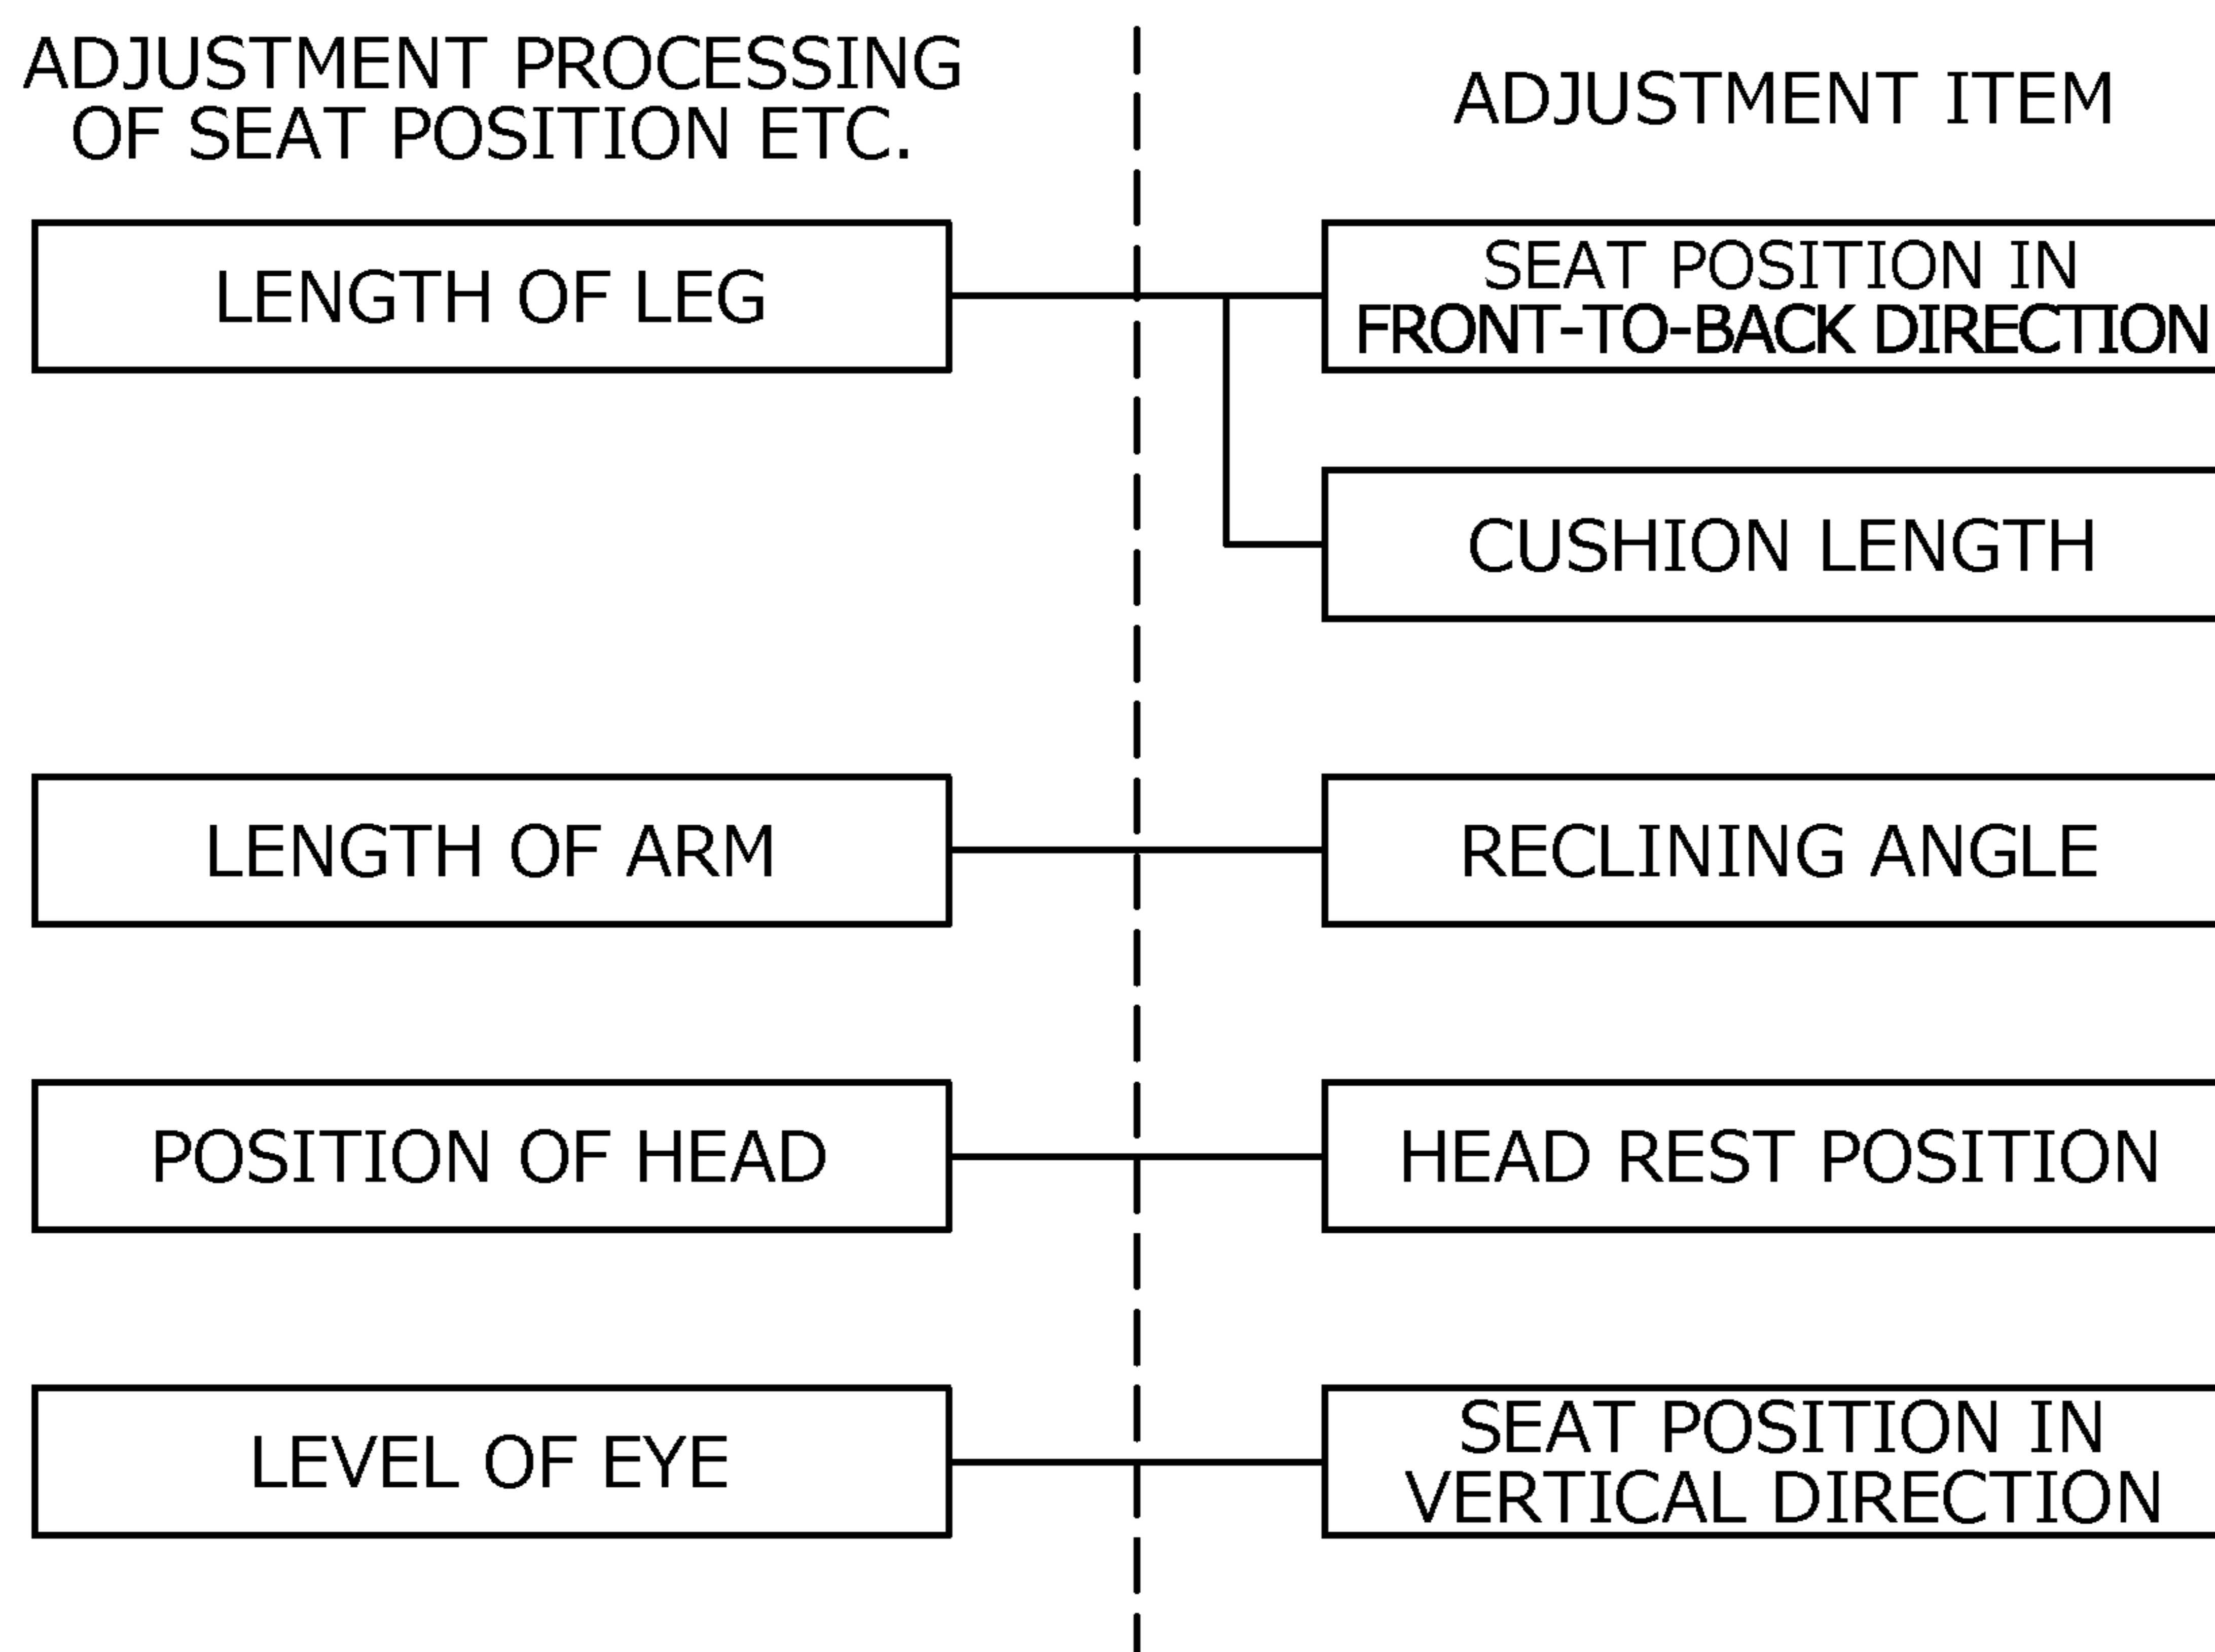 ADJUSTMENT PROCESSING
OF SEAT POSITION ETC.
ADJUSTMENT ITEM
LENGTH OF LEG
SEAT POSITION IN
FRONT-TO-BACK DIRECTION
CUSHION LENGTH
LENGTH OF ARM
RECLINING ANGLE
POSITION OF HEAD
HEAD REST POSITION
LEVEL OF EYE
SEAT POSITION IN
VERTICAL DIRECTION